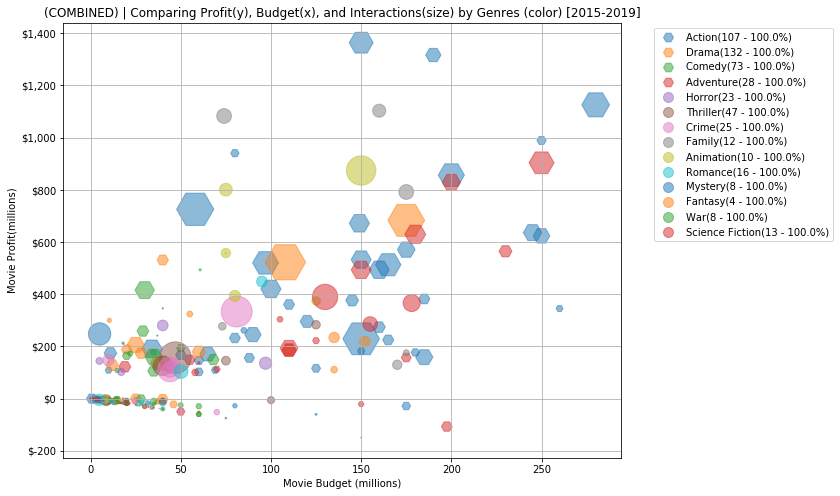 (COMBINED) | Comparing Profit(y), Budget(x), and Interactions(size) by Genres (color) [2015-2019]
$1,400
$1,200
$1,000
$800
$600
$400
$200
$0
$-200
Movie Profit(millions)
0
50
100
150
200
250
Movie Budget (millions)
Action(107 - 100.0%)
Drama(132 - 100.0%)
Comedy(73 - 100.0%)
Adventure(28 - 100.0%)
Horror(23 - 100.0%)
Thriller(47 - 100.0%)
Crime(25 - 100.0%)
Family(12 - 100.0%)
Animation(10 - 100.0%)
Romance(16 - 100.0%)
Mystery(8 - 100.0%)
Fantasy(4 - 100.0%)
War(8 - 100.0%)
Science Fiction(13 - 100.0%)